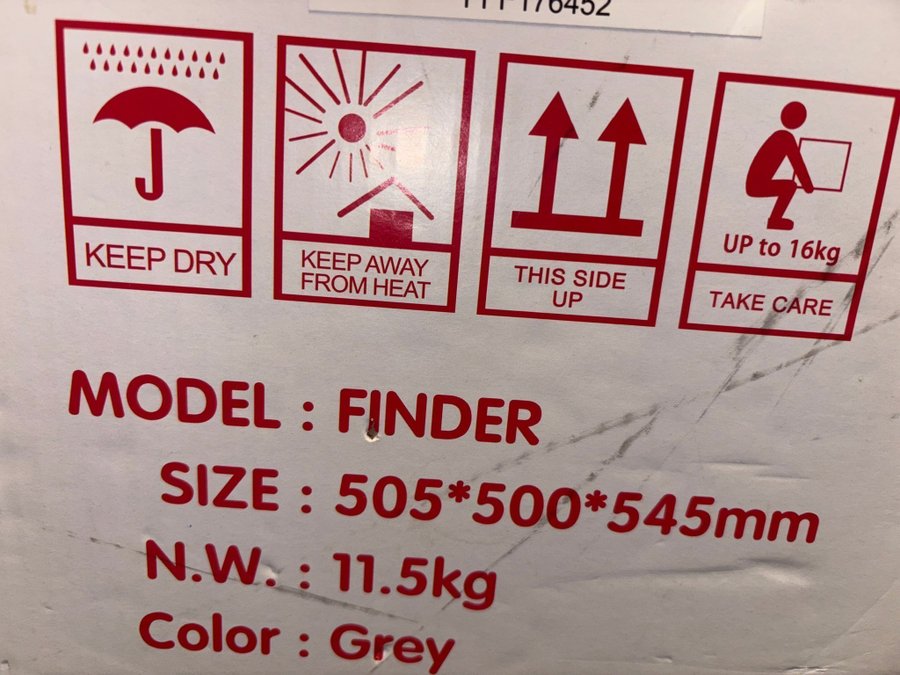 KEEP DRY
KEEP AWAY
FROM HEAT
THIS SIDE
UP
UP to 16kg
TAKE CARE
MODEL : FINDER
SIZE : 505*500*545mm
N.W. : 11.5kg
Color : Grey